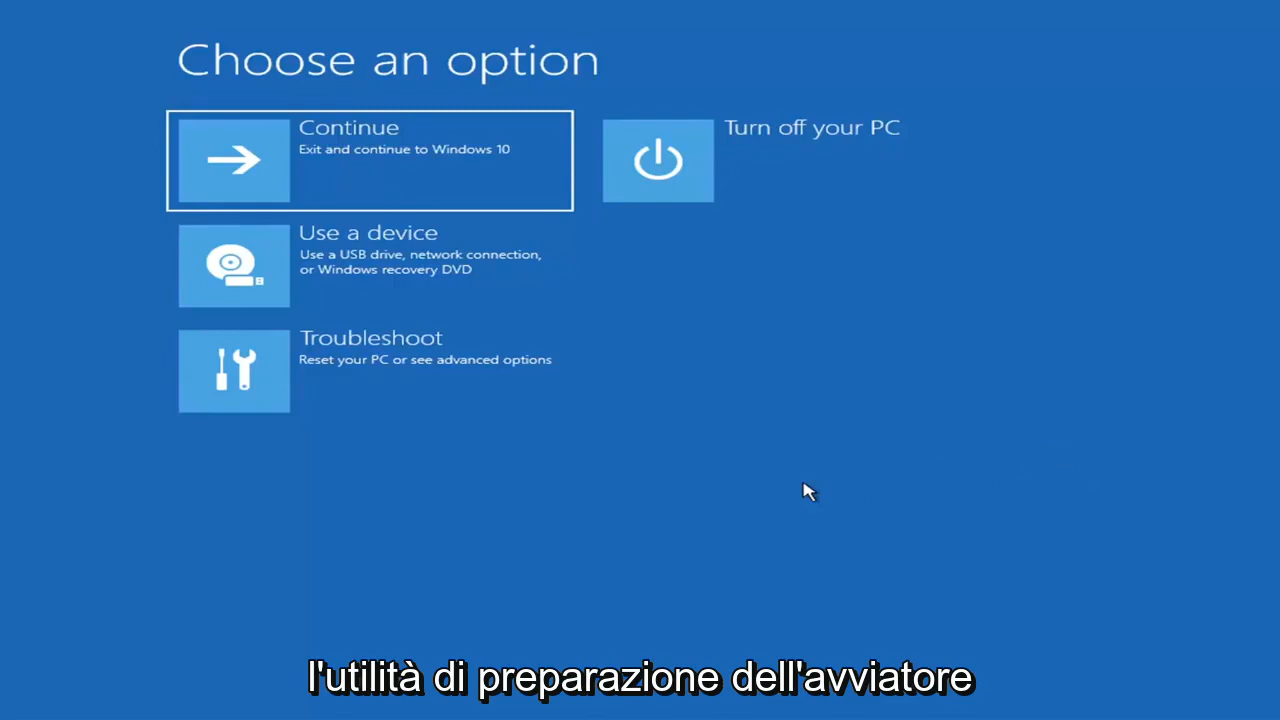 Choose an option
Continue
Exit and continue to Windows 10
Turn off your PC
Use a device
Use a USB drive, network connection,
or Windows recovery DVD
Troubleshoot
Reset your PC or see advanced options
l'utilità di preparazione dell'avviatore